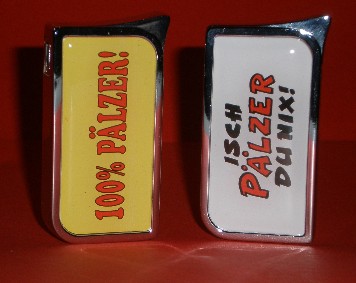 100% PÄLZER!
ISCH
PÄLZER
DU NIX!